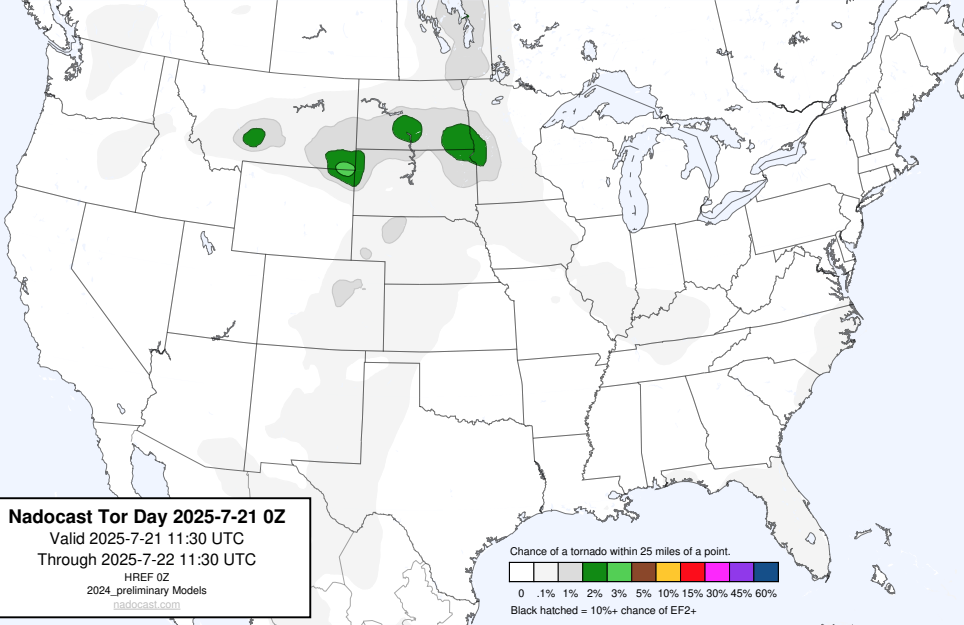 Nadocast Tor Day 2025-7-21 0Z
Valid 2025-7-21 11:30 UTC
Through 2025-7-22 11:30 UTC
HREF 0Z
2024_preliminary Models
nadocast.com
Chance of a tornado within 25 miles of a point.
0 .1% 1% 2% 3% 5% 10% 15% 30% 45% 60%
Black hatched = 10%+ chance of EF2+